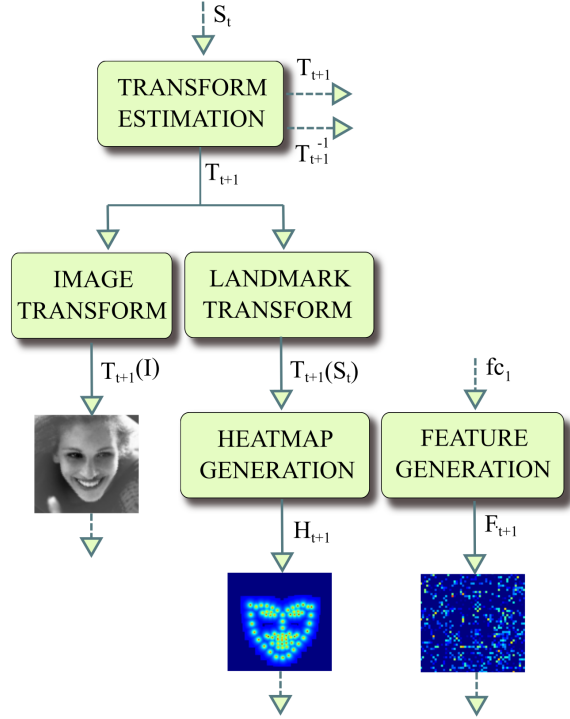 S_t
TRANSFORM
ESTIMATION
T_{t+1}
T_{t+1}^{-1}
T_{t+1}
IMAGE
TRANSFORM
LANDMARK
TRANSFORM
T_{t+1}(I)
T_{t+1}(S_t)
fc_1
HEATMAP
GENERATION
FEATURE
GENERATION
H_{t+1}
F_{t+1}